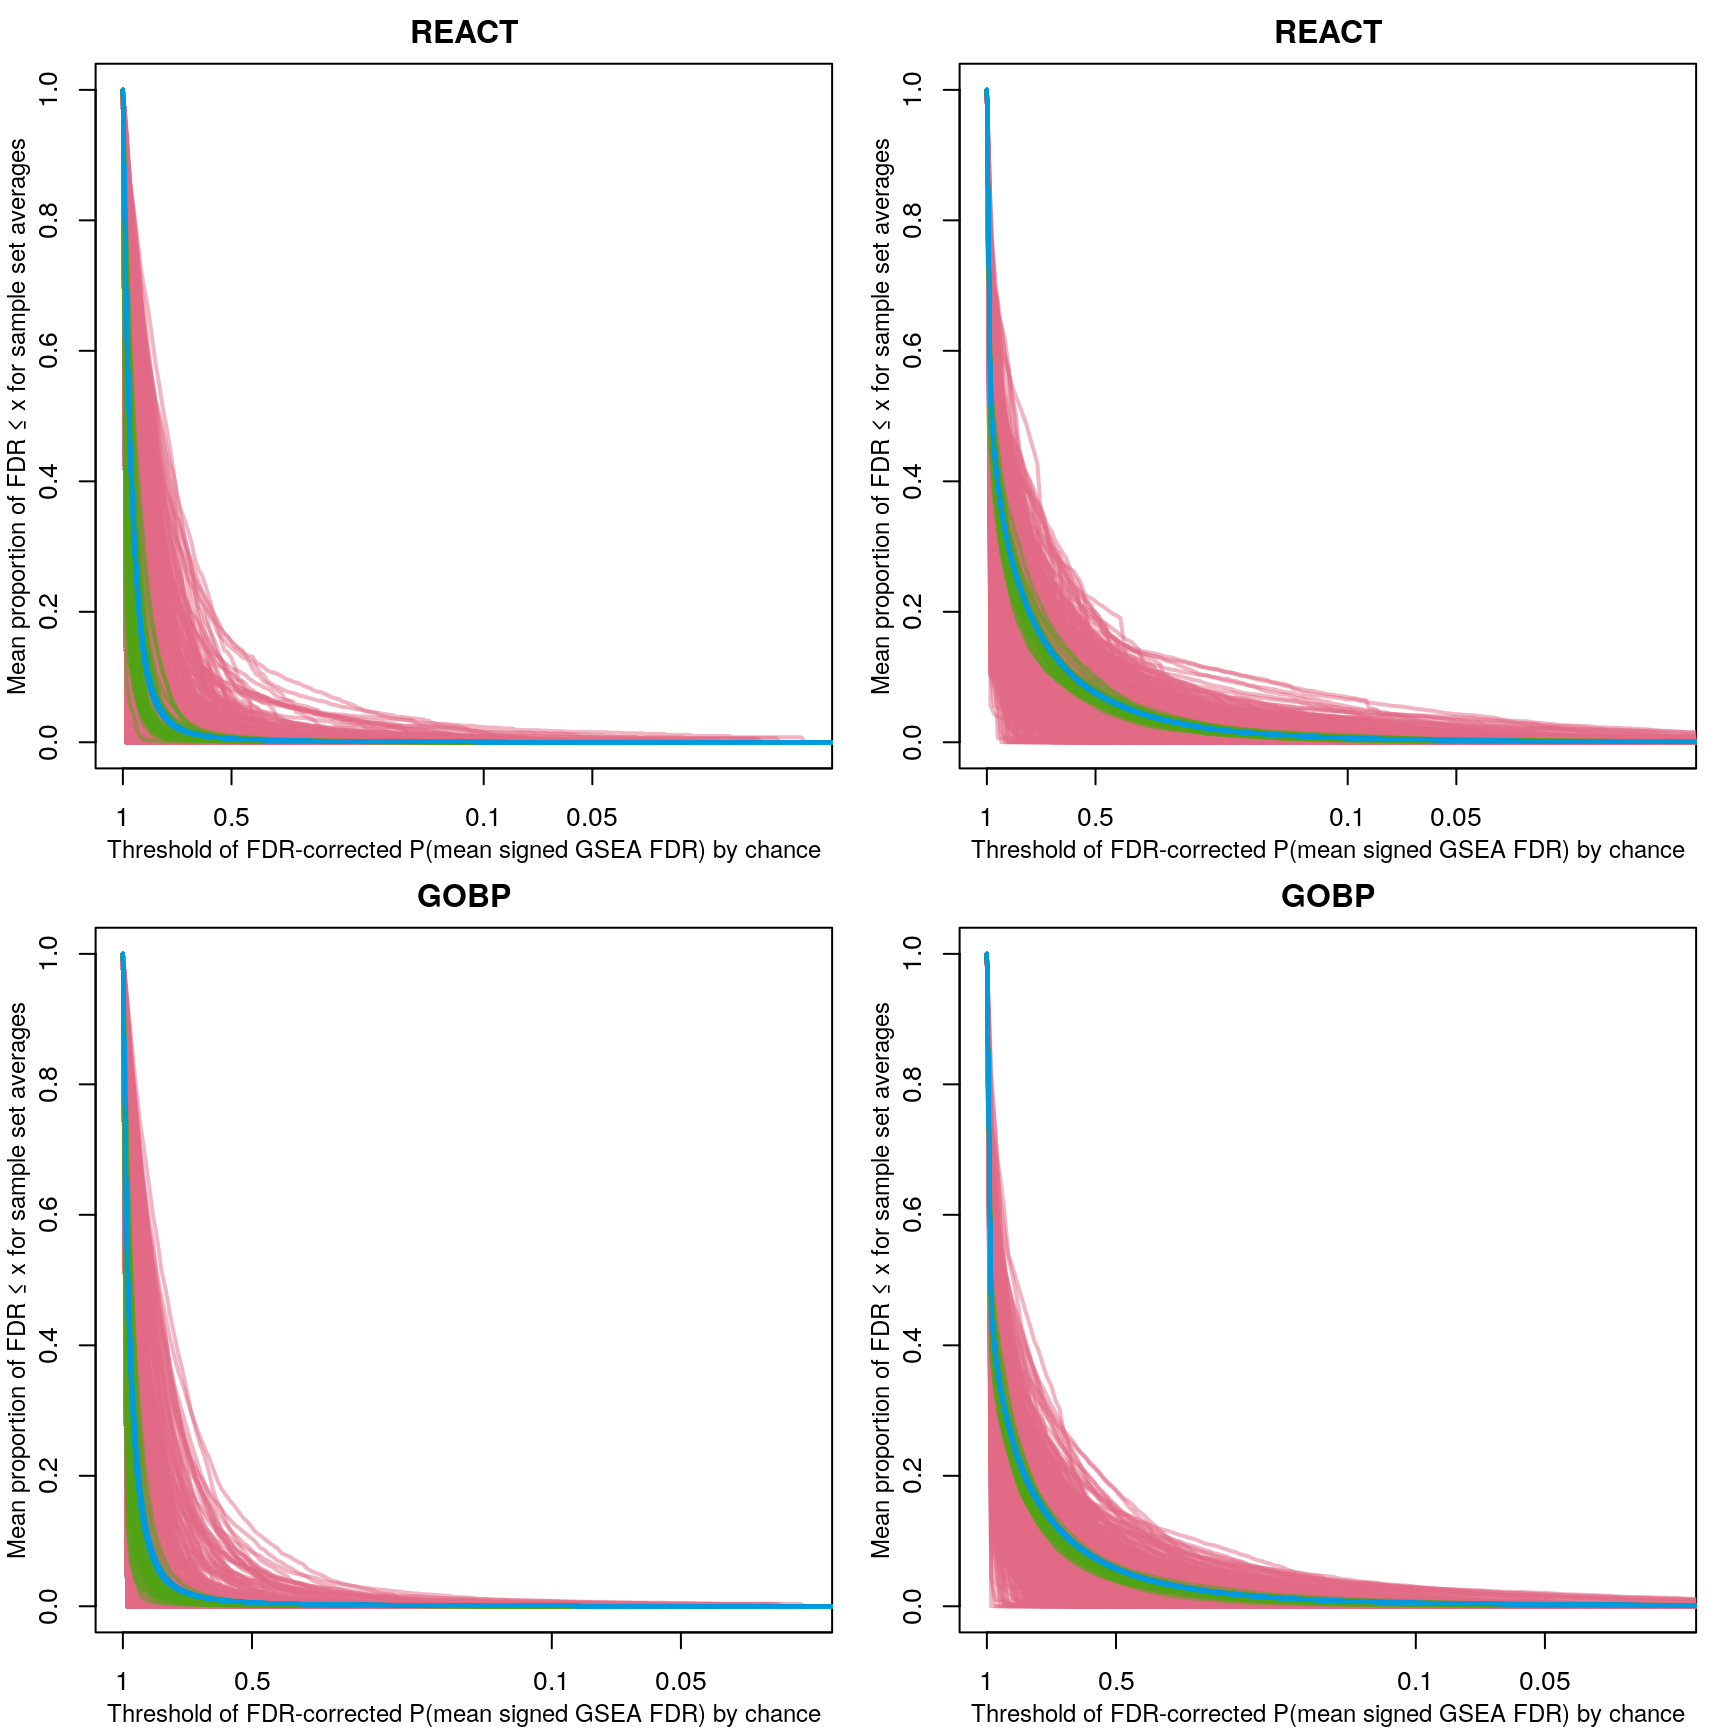 REACT
Mean proportion of FDR ≤ x for sample set averages
0.0 0.2 0.4 0.6 0.8 1.0
1 0.5 0.1 0.05
Threshold of FDR-corrected P(mean signed GSEA FDR) by chance
REACT
Mean proportion of FDR ≤ x for sample set averages
0.0 0.2 0.4 0.6 0.8 1.0
1 0.5 0.1 0.05
Threshold of FDR-corrected P(mean signed GSEA FDR) by chance
GOBP
Mean proportion of FDR ≤ x for sample set averages
0.0 0.2 0.4 0.6 0.8 1.0
1 0.5 0.1 0.05
Threshold of FDR-corrected P(mean signed GSEA FDR) by chance
GOBP
Mean proportion of FDR ≤ x for sample set averages
0.0 0.2 0.4 0.6 0.8 1.0
1 0.5 0.1 0.05
Threshold of FDR-corrected P(mean signed GSEA FDR) by chance